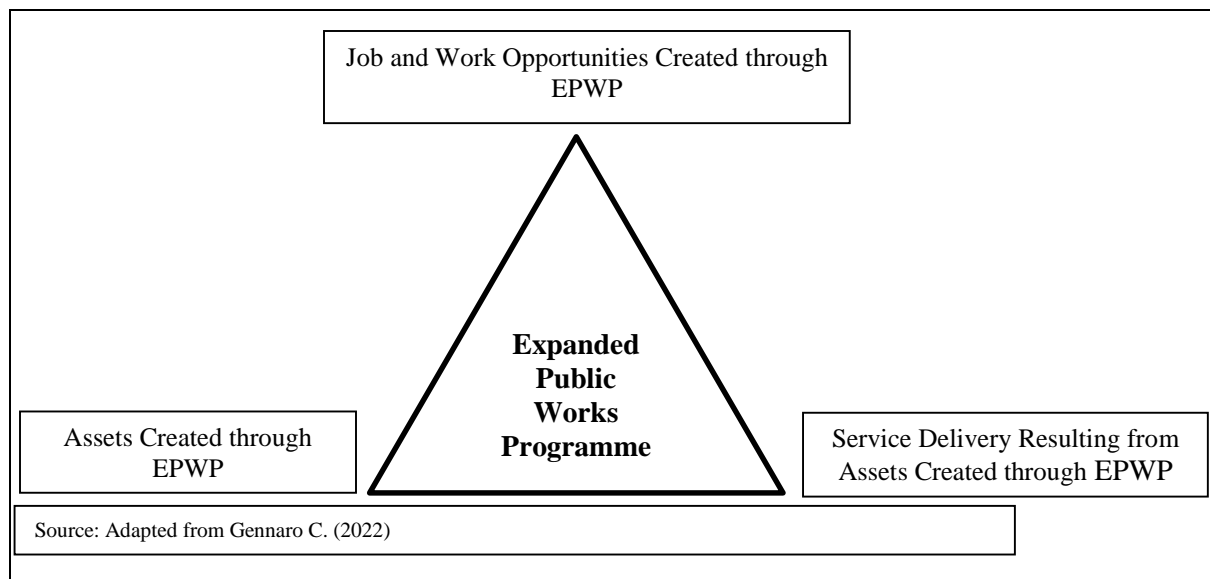 Job and Work Opportunities Created through
EPWP
Expanded
Public
Works
Programme
Assets Created through
EPWP
Service Delivery Resulting from
Assets Created through EPWP
Source: Adapted from Gennaro C. (2022)